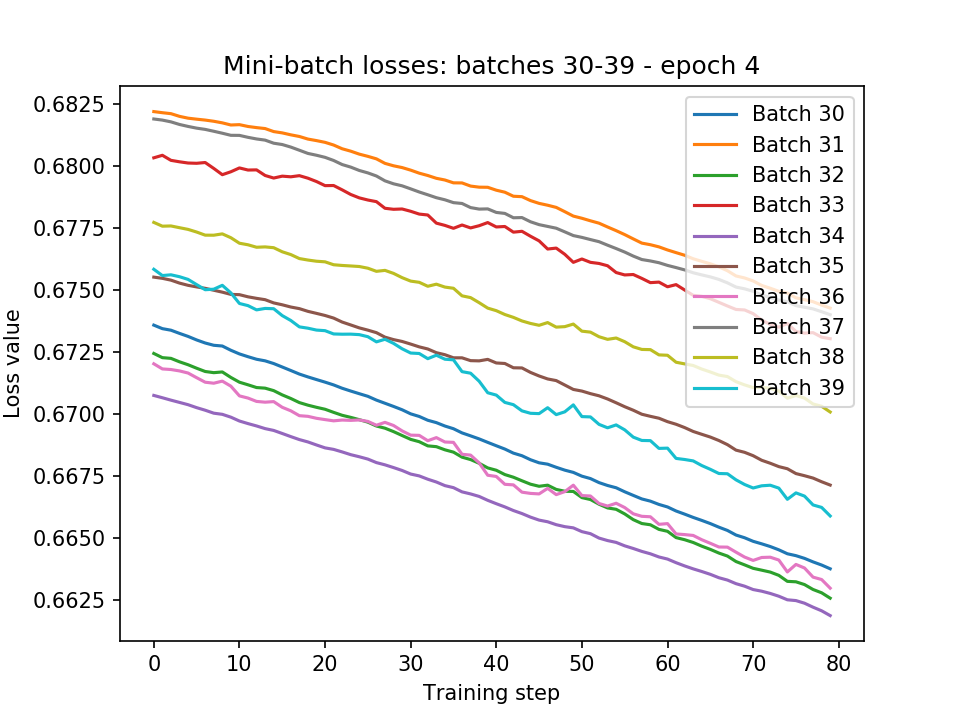 Mini-batch losses: batches 30-39 - epoch 4
0.6825
0.6800
0.6775
0.6750
0.6725
0.6700
0.6675
0.6650
0.6625
Loss value
0 10 20 30 40 50 60 70 80
Training step
Batch 30
Batch 31
Batch 32
Batch 33
Batch 34
Batch 35
Batch 36
Batch 37
Batch 38
Batch 39